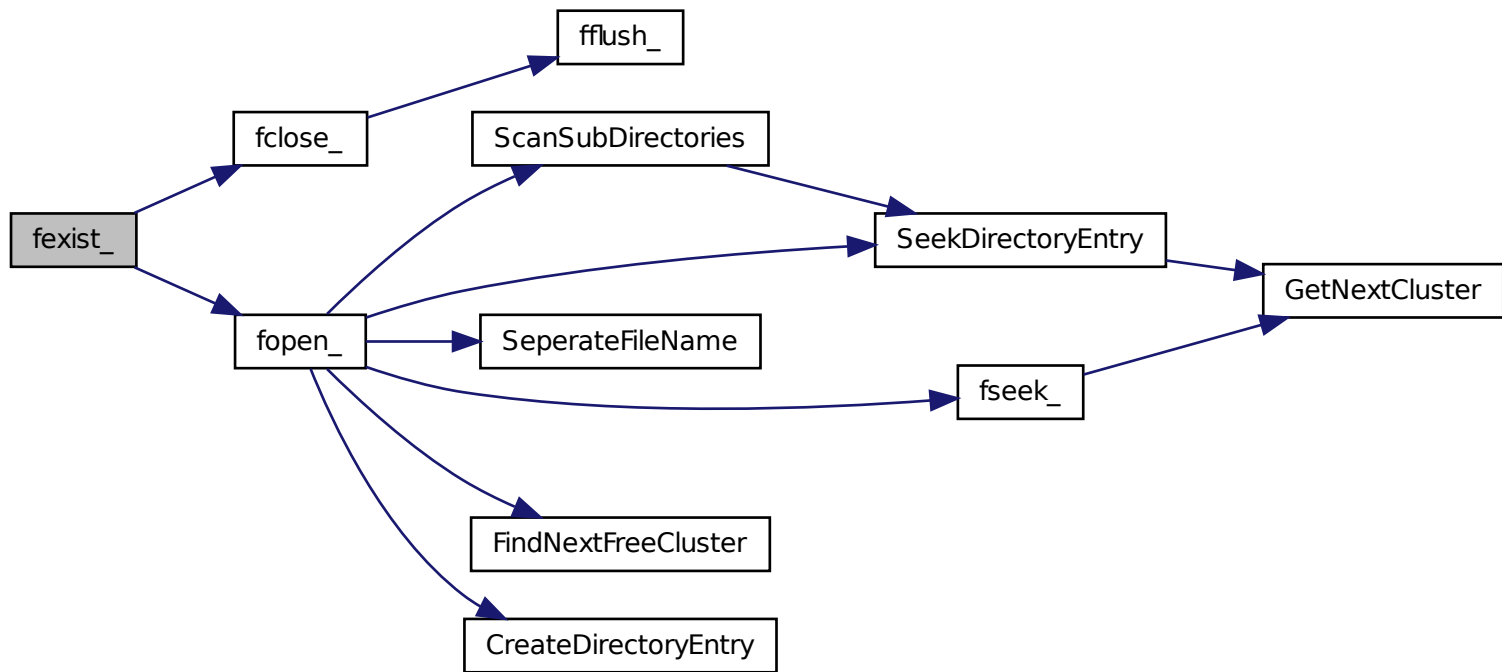 fflush_
fclose_
ScanSubDirectories
fexist_
SeekDirectoryEntry
GetNextCluster
fopen_
SeperateFileName
fseek_
FindNextFreeCluster
CreateDirectoryEntry